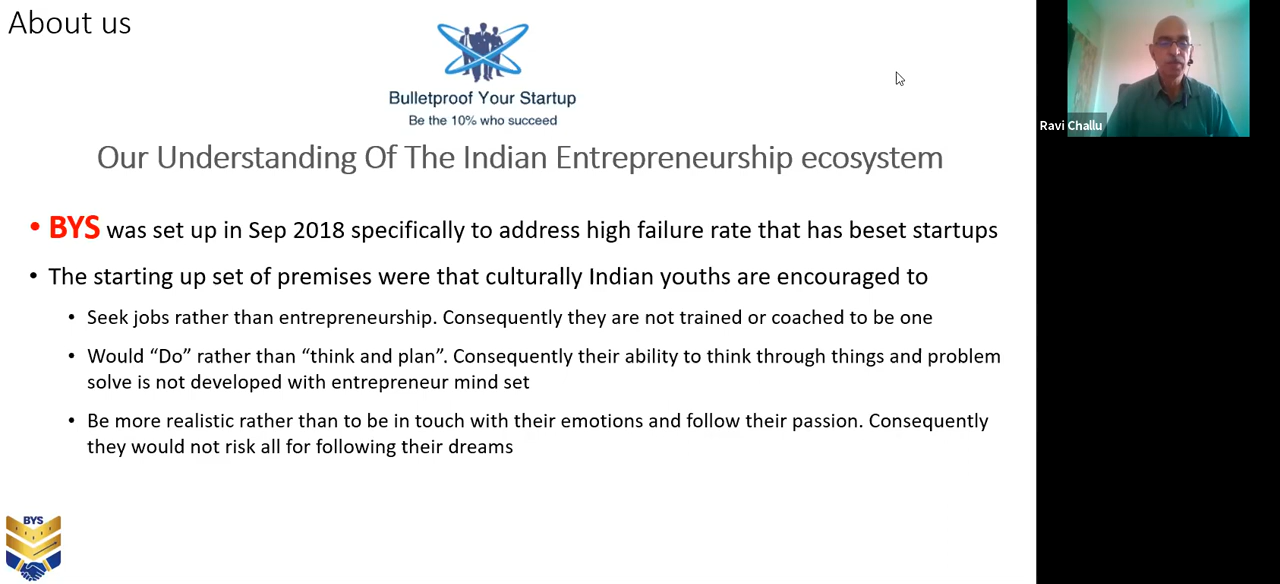 About us
Bulletproof Your Startup
Be the 10% who succeed
Ravi Challu
Our Understanding Of The Indian Entrepreneurship ecosystem
• BYS was set up in Sep 2018 specifically to address high failure rate that has beset startups
• The starting up set of premises were that culturally Indian youths are encouraged to
• Seek jobs rather than entrepreneurship. Consequently they are not trained or coached to be one
• Would “Do” rather than “think and plan”. Consequently their ability to think through things and problem
solve is not developed with entrepreneur mind set
• Be more realistic rather than to be in touch with their emotions and follow their passion. Consequently
they would not risk all for following their dreams
BYS